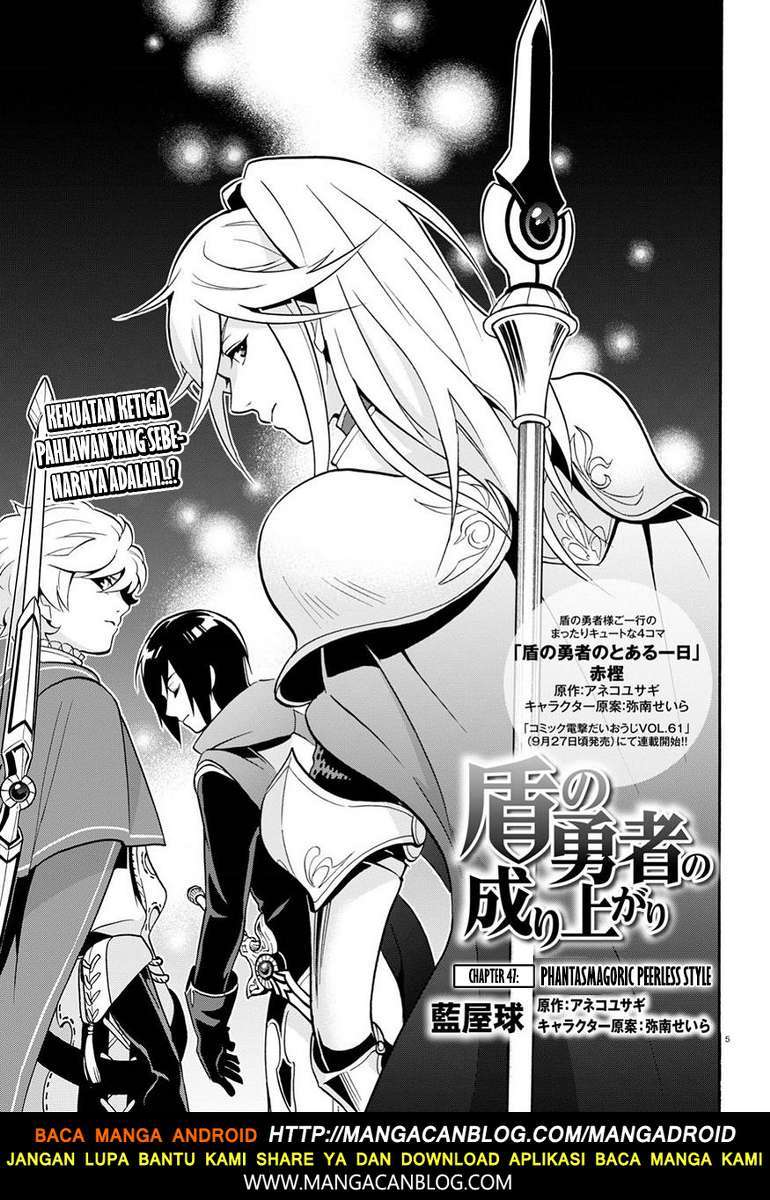 KEKUATAN KETIGA
PAHLAWAN YANG SEBE-
NARNYA ADALAH...?
盾の勇者様ご一行の
まったりキュートな4コマ
「盾の勇者のとある一日」
赤樫
原作：アネコユサギ
キャラクター原案：弥南せいら
「コミック電撃だいおうじVOL.61」
（9月27日頃発売）にて連載開始!!
盾の
勇者の
成り上がり
CHAPTER 47: PHANTASMAGORIC PEERLESS STYLE
藍屋球
原作：アネコユサギ
キャラクター原案：弥南せいら
5
BACA MANGA ANDROID HTTP://MANGACANBLOG.COM/MANGADROID
JANGAN LUPA BANTU KAMI SHARE YA DAN DOWNLOAD APLIKASI BACA MANGA KAMI
WWW.MANGACANBLOG.COM